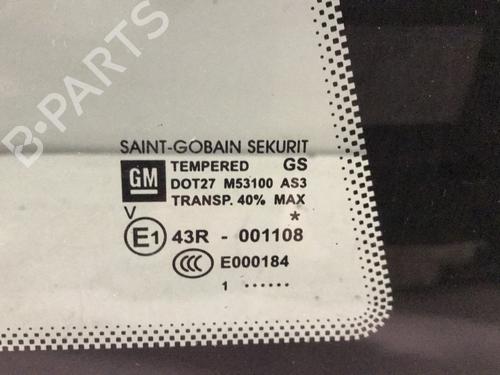 B-PARTS
SAINT-GOBAIN SEKURIT
GM
TEMPERED GS
DOT27 M53100 AS3
TRANSP. 40% MAX
V *
E1 43R - 001108
CCC E000184
1 ......